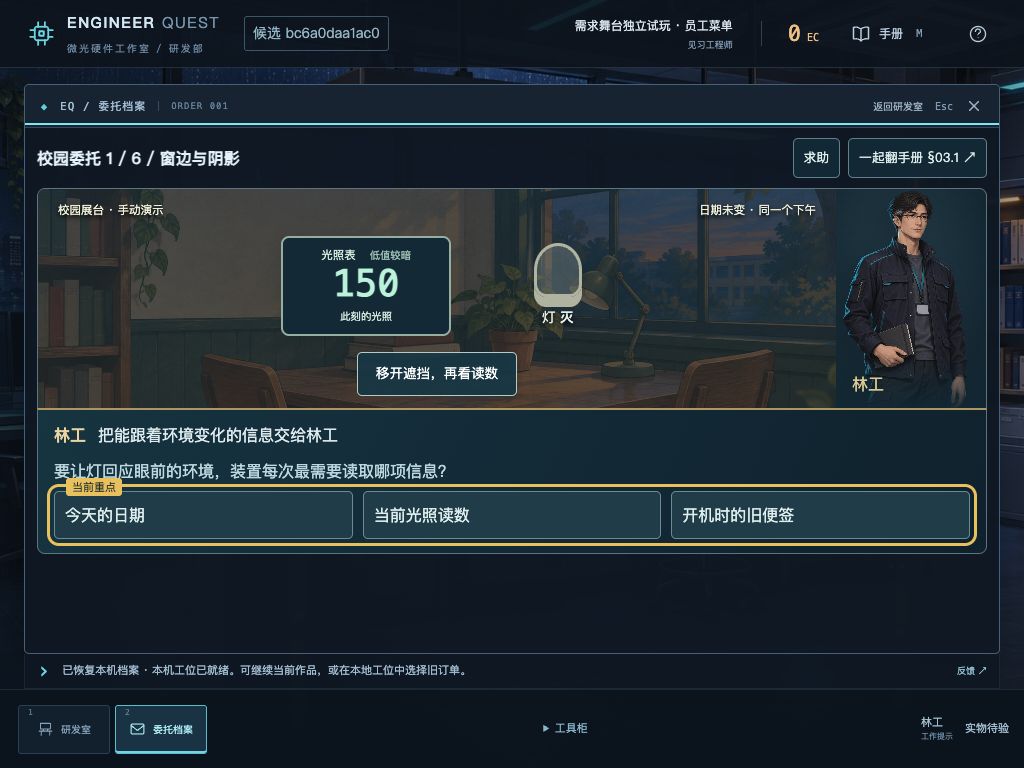 ENGINEER QUEST
微光硬件工作室 / 研发部
候选 bc6a0daa1ac0
需求舞台独立试玩 · 员工菜单
见习工程师
0 EC
手册 M
?
EQ / 委托档案 | ORDER 001
返回研发室 Esc ×
校园委托 1 / 6 / 窗边与阴影
求助
一起翻手册 §03.1 ↗
校园展台 · 手动演示
日期未变 · 同一个下午
光照表 低值较暗
150
此刻的光照
灯 灭
移开遮挡，再看读数
林工
林工 把能跟着环境变化的信息交给林工
要让灯回应眼前的环境，装置每次最需要读取哪项信息？
当前重点
今天的日期
当前光照读数
开机时的旧便签
已恢复本机档案 · 本机工位已就绪。可继续当前作品，或在本地工位中选择旧订单。
反馈 ↗
1 研发室
2 委托档案
工具柜
林工
工作提示
实物待验